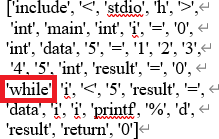 ['include', '<', 'stdio', 'h', '>',
'int', 'main', 'int', 'i', '=', '0',
'int', 'data', '5', '=', '1', '2', '3',
'4', '5', 'int', 'result', '=', '0',
'while', 'i', '<', '5', 'result', '=',
'data', 'i', 'i', 'printf', '%', 'd',
'result', 'return', '0']